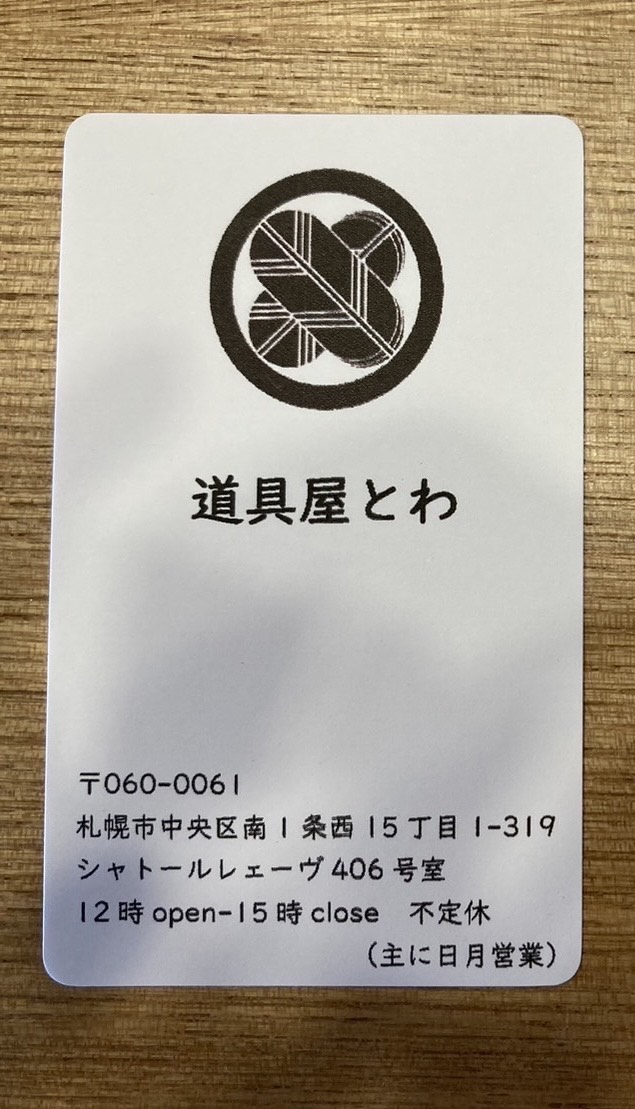 道具屋とわ
〒060-0061
札幌市中央区南1条西15丁目1-319
シャトールレェーヴ406号室
12時open-15時close 不定休
（主に日月営業）